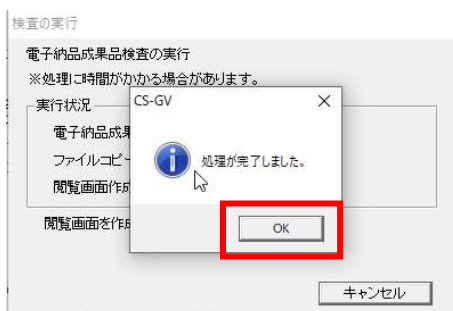 検査の実行
電子納品成果品検査の実行
※処理に時間がかかる場合があります。
実行状況
CS-GV
電子納品成果
処理が完了しました。
ファイルコピー
閲覧画面作成
閲覧画面を作成
OK
キャンセル